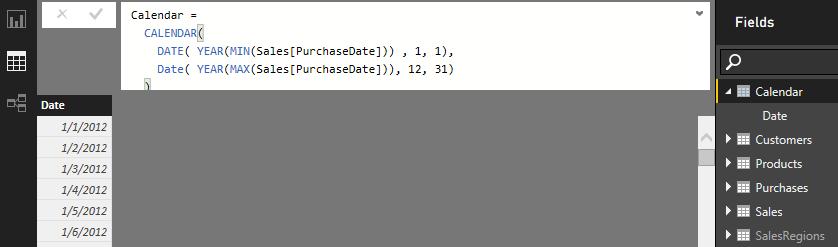 Calendar =
CALENDAR(
DATE( YEAR(MIN(Sales[PurchaseDate])) , 1, 1),
Date( YEAR(MAX(Sales[PurchaseDate])), 12, 31)
)
Date
1/1/2012
1/2/2012
1/3/2012
1/4/2012
1/5/2012
1/6/2012
Fields
Calendar
Date
Customers
Products
Purchases
Sales
SalesRegions